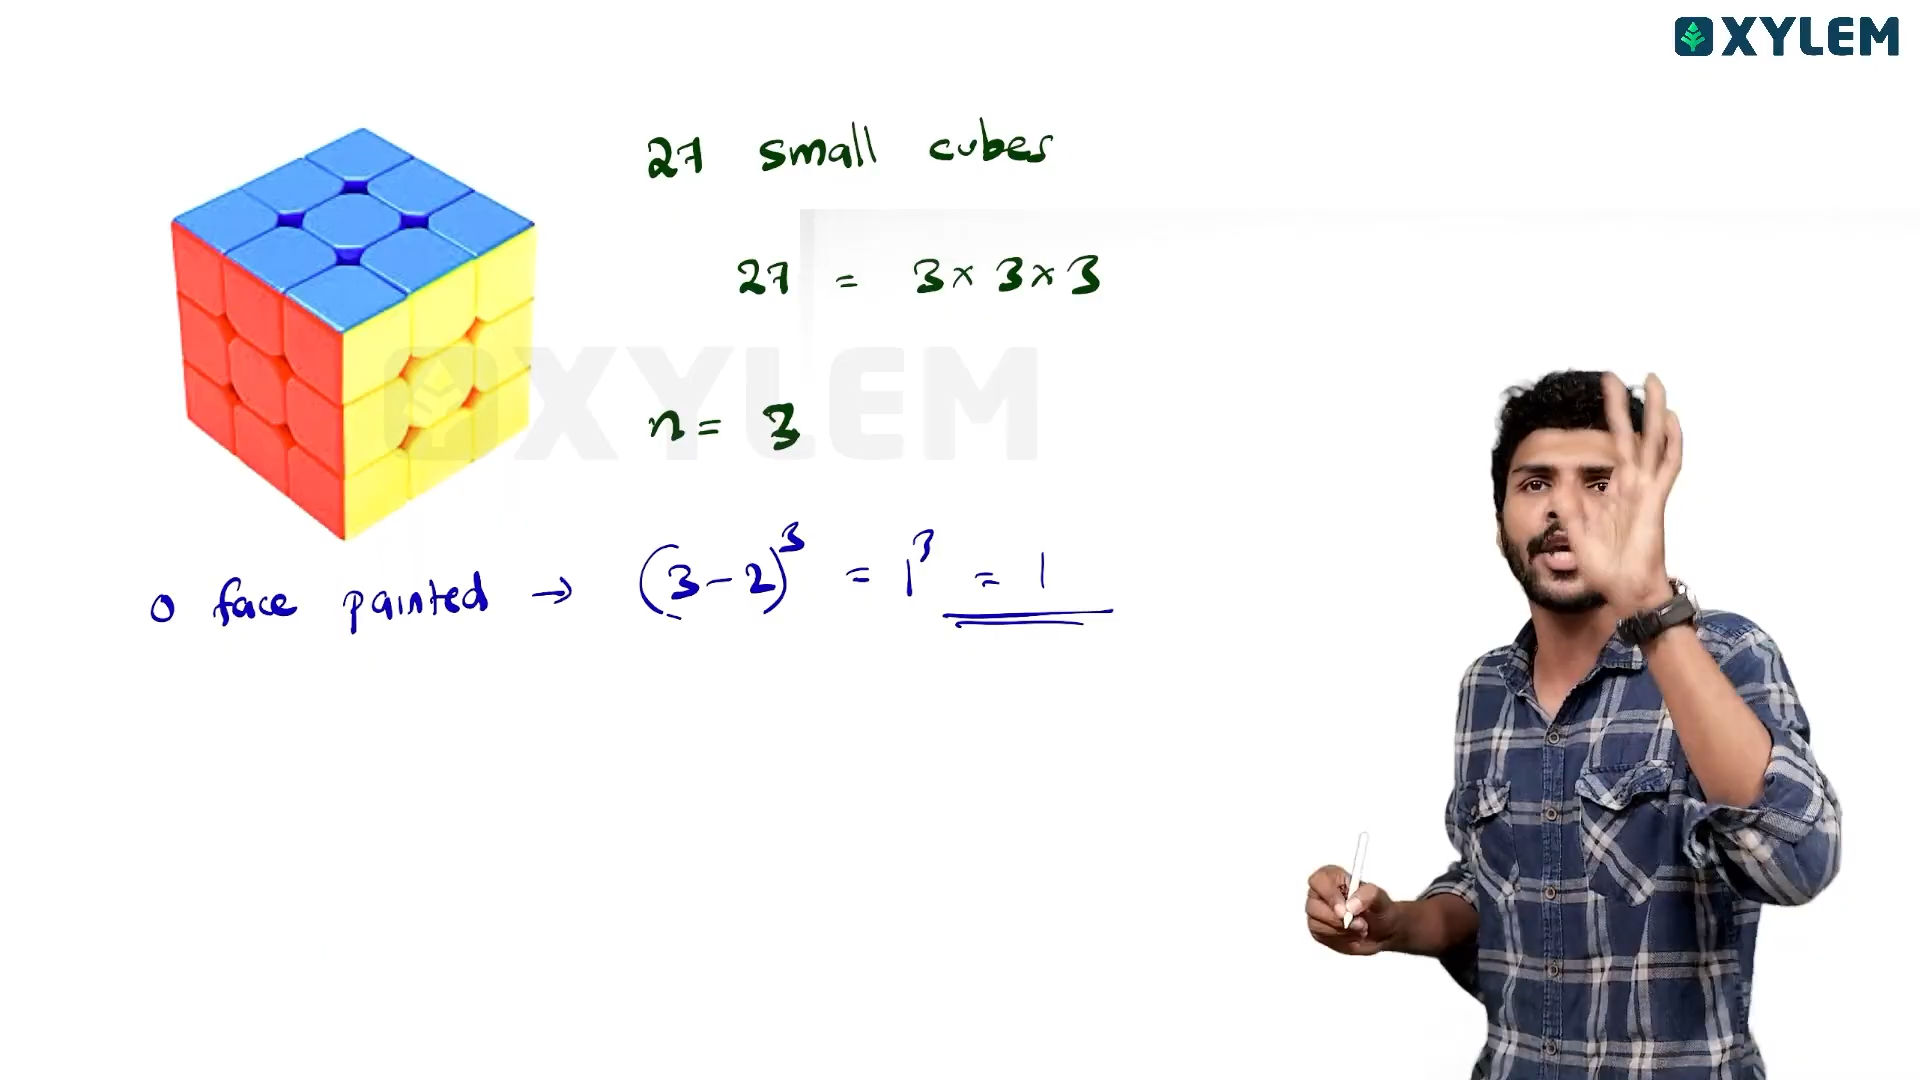 XYLEM
27 small cubes
27 = 3 × 3 × 3
XYLEM
n = 3
0 face painted → (3-2)³ = 1³ = 1